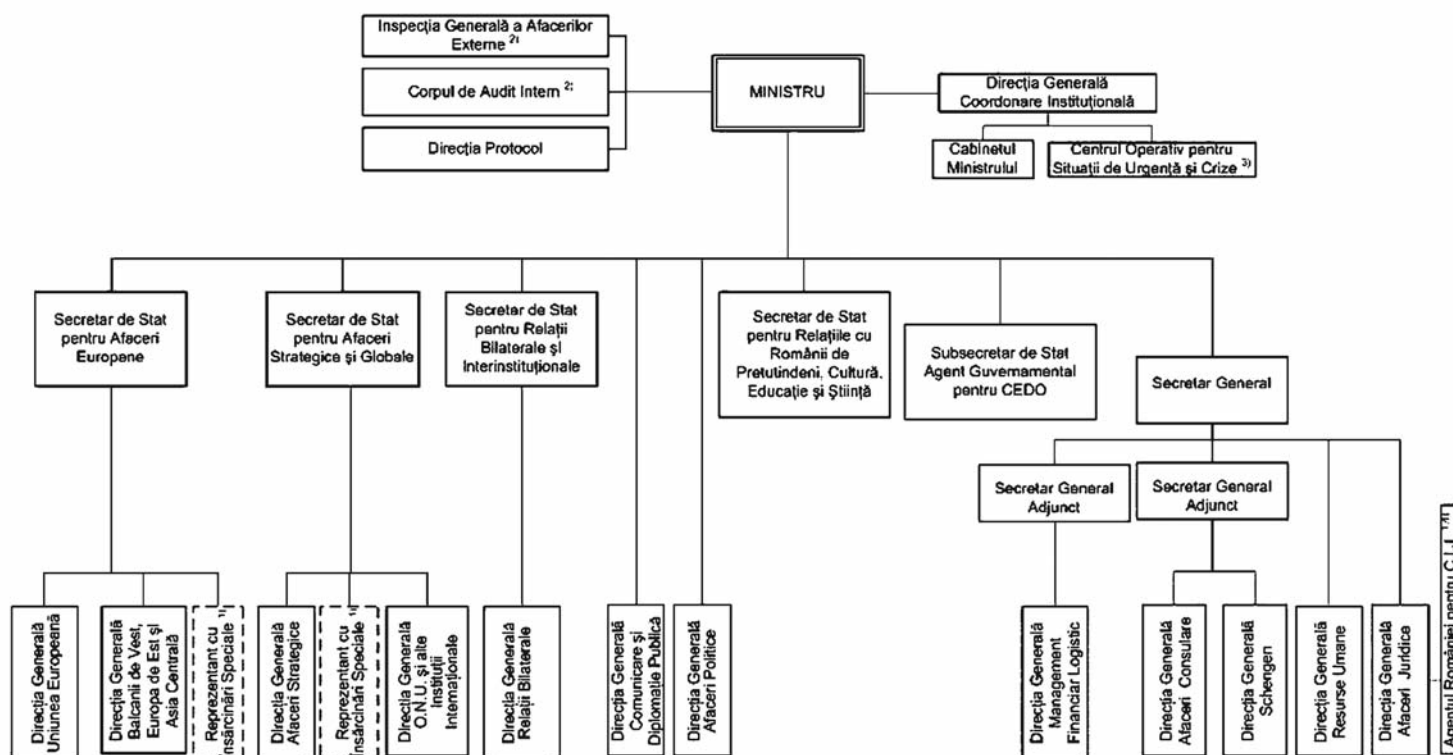 Inspecția Generală a Afacerilor
Externe 2)
Corpul de Audit Intern 2)
Direcția Protocol
MINISTRU
Direcția Generală
Coordonare Instituțională
Cabinetul
Ministrului
Centrul Operativ pentru
Situații de Urgență și Crize 3)
Secretar de Stat
pentru Afaceri
Europene
Secretar de Stat
pentru Afaceri
Strategice și Globale
Secretar de Stat
pentru Relații
Bilaterale și
Interinstituționale
Secretar de Stat
pentru Relațiile cu
Românii de
Pretutindeni, Cultură,
Educație și Știință
Subsecretar de Stat
Agent Guvernamental
pentru CEDO
Secretar General
Secretar General
Adjunct
Secretar General
Adjunct
Direcția Generală
Uniunea Europeană
Direcția Generală
Balcanii de Vest,
Europa de Est și
Asia Centrală
Reprezentant cu
Însărcinări Speciale 1)
Direcția Generală
Afaceri Strategice
Reprezentant cu
Însărcinări Speciale 1)
Direcția Generală
O.N.U. și alte
Instituții
Internaționale
Direcția Generală
Relații Bilaterale
Direcția Generală
Comunicare și
Diplomație Publică
Direcția Generală
Afaceri Politice
Direcția Generală
Management
Financiar Logistic
Direcția Generală
Afaceri Consulare
Direcția Generală
Schengen
Direcția Generală
Resurse Umane
Direcția Generală
Afaceri Juridice
Agentul României pentru C.I.J.